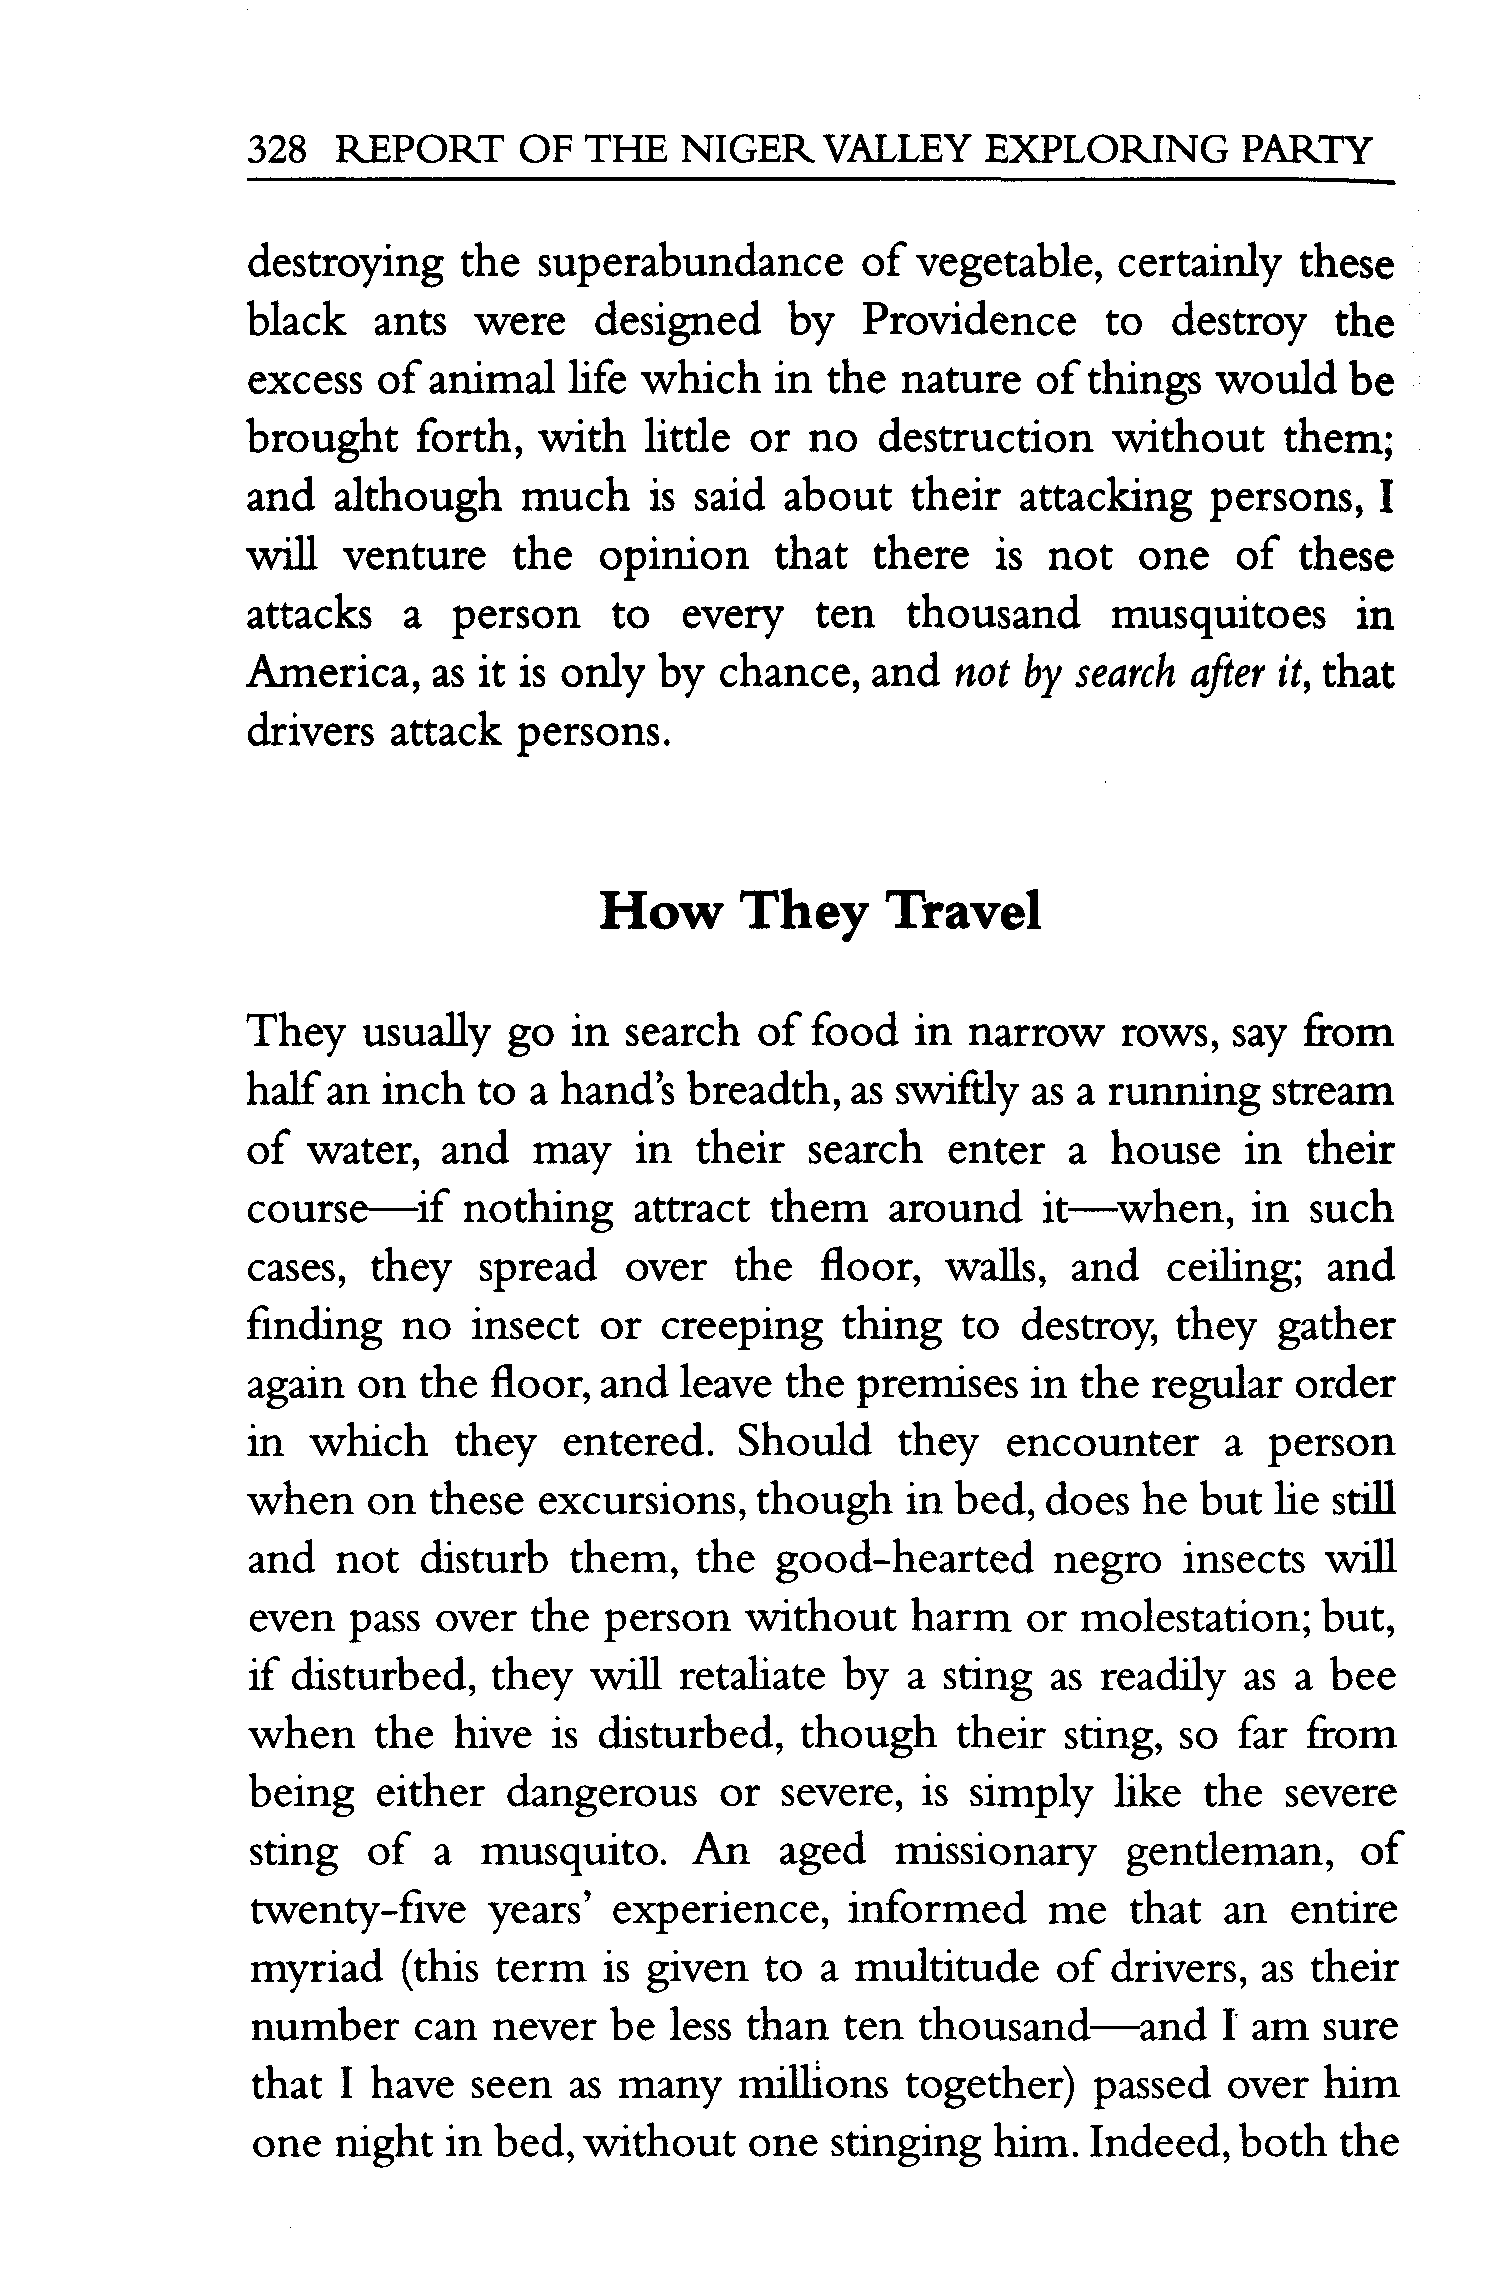 328 REPORT OF THE NIGER VALLEY EXPLORING PARTY
destroying the superabundance of vegetable, certainly these
black ants were designed by Providence to destroy the
excess of animal life which in the nature of things would be
brought forth, with little or no destruction without them;
and although much is said about their attacking persons, I
will venture the opinion that there is not one of these
attacks a person to every ten thousand musquitoes in
America, as it is only by chance, and not by search after it, that
drivers attack persons.
How They Travel
They usually go in search of food in narrow rows, say from
half an inch to a hand's breadth, as swiftly as a running stream
of water, and may in their search enter a house in their
course—if nothing attract them around it—when, in such
cases, they spread over the floor, walls, and ceiling; and
finding no insect or creeping thing to destroy, they gather
again on the floor, and leave the premises in the regular order
in which they entered. Should they encounter a person
when on these excursions, though in bed, does he but lie still
and not disturb them, the good-hearted negro insects will
even pass over the person without harm or molestation; but,
if disturbed, they will retaliate by a sting as readily as a bee
when the hive is disturbed, though their sting, so far from
being either dangerous or severe, is simply like the severe
sting of a musquito. An aged missionary gentleman, of
twenty-five years' experience, informed me that an entire
myriad (this term is given to a multitude of drivers, as their
number can never be less than ten thousand—and I am sure
that I have seen as many millions together) passed over him
one night in bed, without one stinging him. Indeed, both the